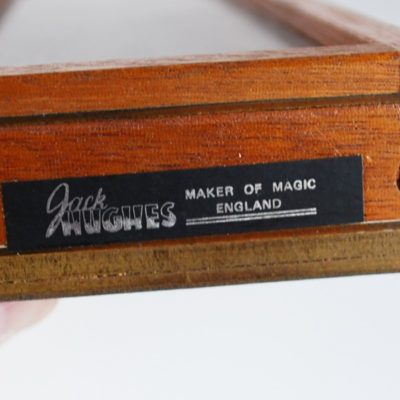 Jack
HUGHES
MAKER OF MAGIC
ENGLAND